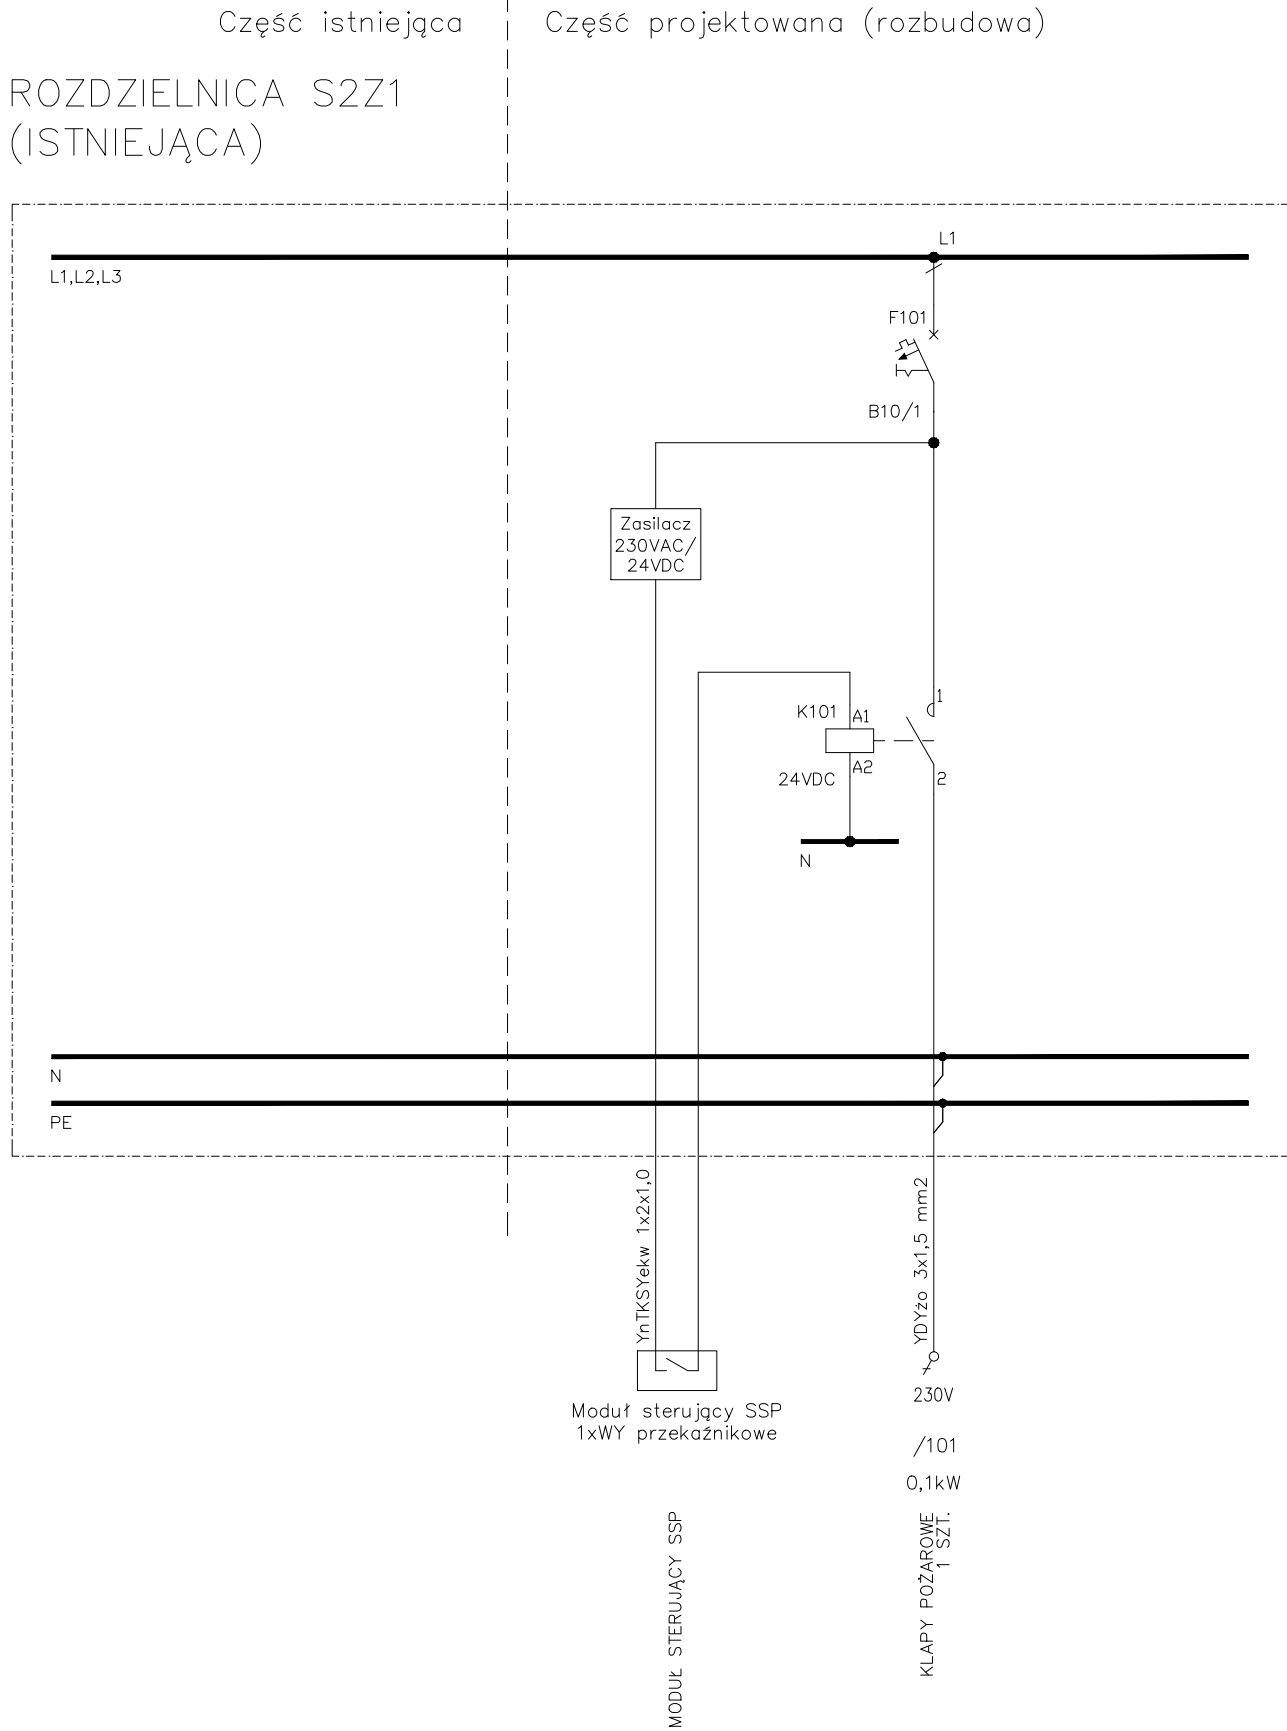 Część istniejąca
Część projektowana (rozbudowa)
ROZDZIELNICA S2Z1
(ISTNIEJĄCA)
L1
L1,L2,L3
F101
B10/1
Zasilacz
230VAC/
24VDC
1
K101
A1
A2
24VDC
2
N
N
PE
YnTKSYekw 1x2x1,0
YDYżo 3x1,5 mm2
Moduł sterujący SSP
1xWY przekaźnikowe
230V
/101
0,1kW
MODUŁ STERUJĄCY SSP
KLAPY POŻAROWE
1 SZT.